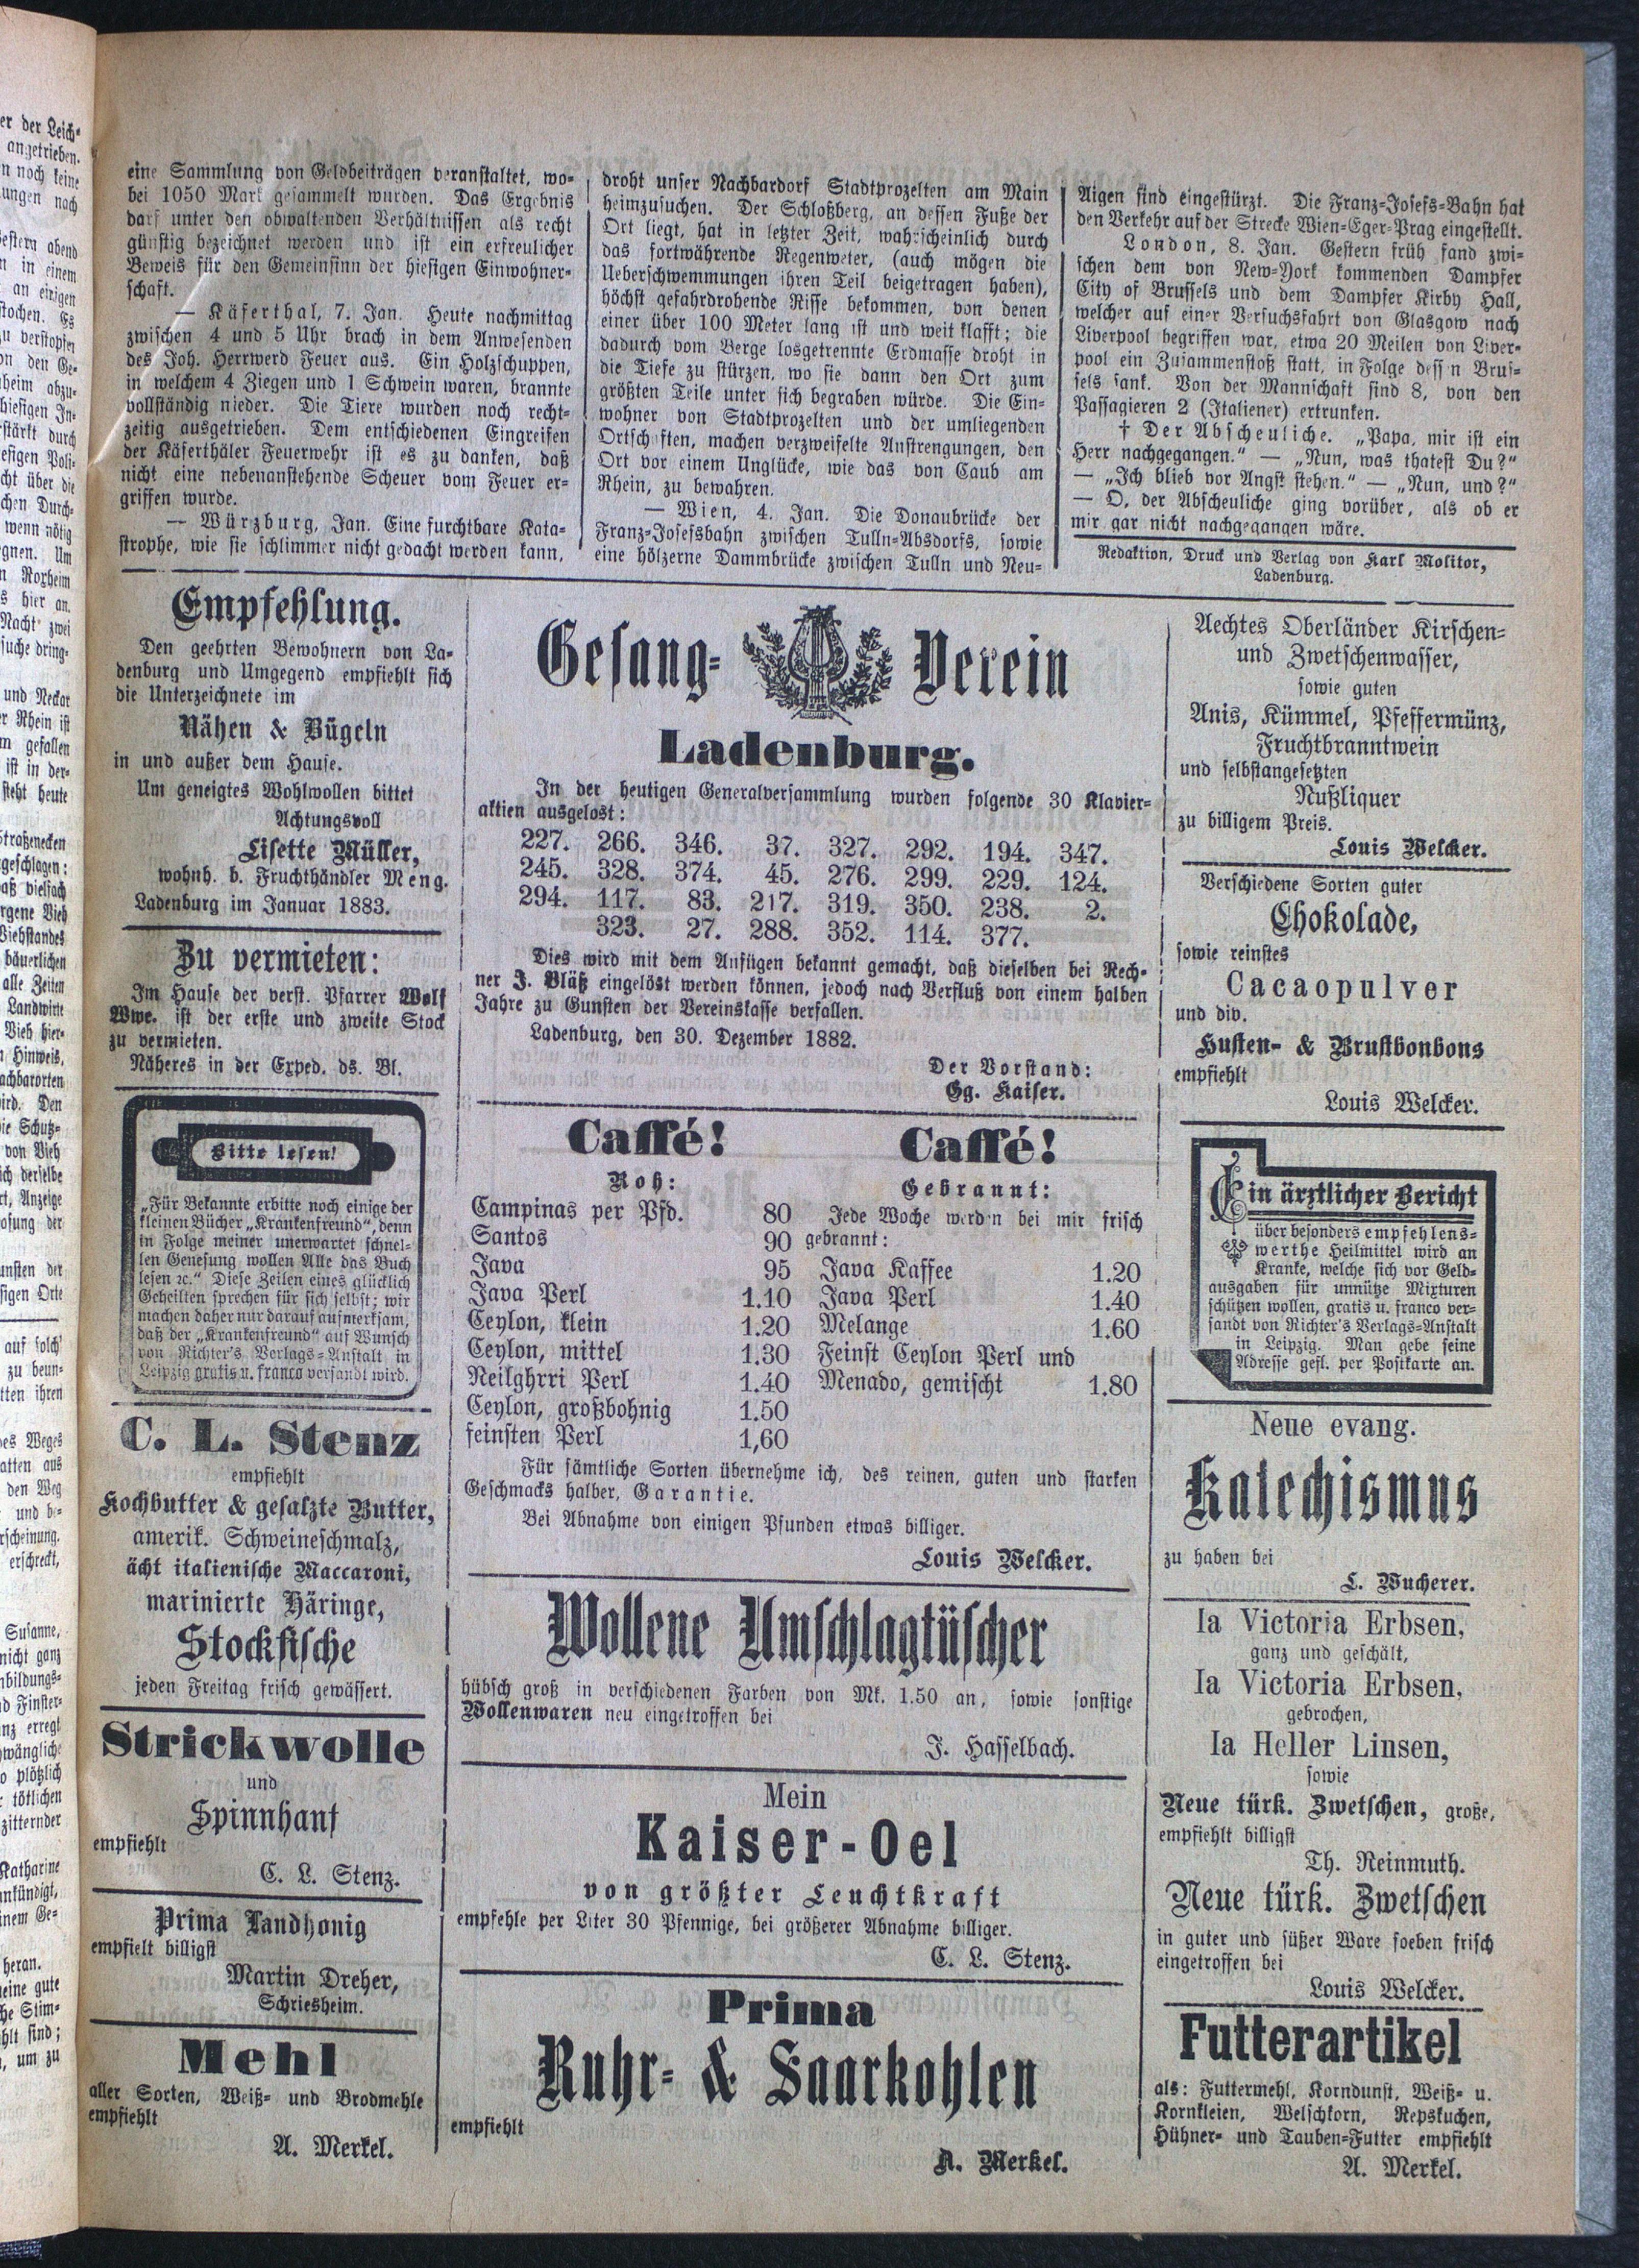 eine Sammlung von Geldbeiträgen veranstaltet, wo-
bei 1050 Mark gesammelt wurden. Das Ergebnis
darf unter den obwaltenden Verhältnissen als recht
günstig bezeichnet werden und ist ein erfreulicher
Beweis für den Gemeinsinn der hiesigen Einwohner-
schaft.
— Käferthal, 7. Jan. Heute nachmittag
zwischen 4 und 5 Uhr brach in dem Anwesenden
des Joh. Herrwerd Feuer aus. Ein Holzschuppen,
in welchem 4 Ziegen und 1 Schwein waren, brannte
vollständig nieder. Die Tiere wurden noch recht-
zeitig ausgetrieben. Dem entschiedenen Eingreifen
der Käferthäler Feuerwehr ist es zu danken, daß
nicht eine nebenanstehende Scheuer vom Feuer er-
griffen wurde.
— Würzburg, Jan. Eine furchtbare Kata-
strophe, wie sie schlimmer nicht gedacht werden kann,
droht unser Nachbardorf Stadtprozelten am Main
heimzusuchen. Der Schloßberg, an dessen Fuße der
Ort liegt, hat in letzter Zeit, wahrscheinlich durch
das fortwährende Regenweter, (auch mögen die
Ueberschwemmungen ihren Teil beigetragen haben),
höchst gefahrdrohende Risse bekommen, von denen
einer über 100 Meter lang ist und weit klafft; die
dadurch vom Berge losgetrennte Erdmasse droht in
die Tiefe zu stürzen, wo sie dann den Ort zum
größten Teile unter sich begraben würde. Die Ein-
wohner von Stadtprozelten und der umliegenden
Ortschaften, machen verzweifelte Anstrengungen, den
Ort vor einem Unglücke, wie das von Caub am
Rhein, zu bewahren.
— Wien, 4. Jan. Die Donaubrücke der
Franz-Josefsbahn zwischen Tulln-Absdorfs, sowie
eine hölzerne Dammbrücke zwischen Tulln und Neu-
Aigen sind eingestürzt. Die Franz-Josefs-Bahn hat
den Verkehr auf der Strecke Wien-Eger-Prag eingestellt.
London, 8. Jan. Gestern früh fand zwi-
schen dem von New-York kommenden Dampfer
City of Brussels und dem Dampfer Kirby Hall,
welcher auf einer Versuchsfahrt von Glasgow nach
Liverpool begriffen war, etwa 20 Meilen von Liver-
pool ein Zusammenstoß statt, in Folge dess n Brus-
sels sank. Von der Mannschaft sind 8, von den
Passagieren 2 (Italiener) ertrunken.
† Der Abscheuliche. „Papa, mir ist ein
Herr nachgegangen.“ — „Nun, was thatest Du?“
— „Ich blieb vor Angst stehen.“ — „Nun, und?“
— O, der Abscheuliche ging vorüber, als ob er
mir gar nicht nachgegangen wäre.
Redaktion, Druck und Verlag von Karl Molitor,
Ladenburg.
Empfehlung.
Den geehrten Bewohnern von La-
denburg und Umgegend empfiehlt sich
die Unterzeichnete im
Nähen & Bügeln
in und außer dem Hause.
Um geneigtes Wohlwollen bittet
Achtungsvoll
Lisette Müller,
wohnh. b. Fruchthändler Meng.
Ladenburg im Januar 1883.
Zu vermieten:
Im Hause der verst. Pfarrer Wolf
Wwe. ist der erste und zweite Stock
zu vermieten.
Näheres in der Exped. ds. Bl.
Bitte lesen!
„Für Bekannte erbitte noch einige der
kleinen Bücher „Krankenfreund“, denn
in Folge meiner unerwartet schnel-
len Genesung wollen Alle das Buch
lesen ꝛc.“ Diese Zeilen eines glücklich
Geheilten sprechen für sich selbst; wir
machen daher nur darauf aufmerksam,
daß der „Krankenfreund“ auf Wunsch
von Richter's Verlags-Anstalt in
Leipzig gratis u. franco versandt wird.
C. L. Stenz
empfiehlt
Kochbutter & gesalzte Butter,
amerik. Schweineschmalz,
ächt italienische Maccaroni,
marinierte Häringe,
Stockfische
jeden Freitag frisch gewässert.
Strickwolle
und
Spinnhanf
empfiehlt
C. L. Stenz.
Prima Landhonig
empfielt billigst
Martin Dreher,
Schriesheim.
Mehl
aller Sorten, Weiß- und Brodmehle
empfiehlt
A. Merkel.
Gesang-Verein
Ladenburg.
In der heutigen Generalversammlung wurden folgende 30 Klavier-
aktien ausgelost:
227. 266. 346. 37. 327. 292. 194. 347.
245. 328. 374. 45. 276. 299. 229. 124.
294. 117. 83. 217. 319. 350. 238. 2.
323. 27. 288. 352. 114. 377.
Dies wird mit dem Anfügen bekannt gemacht, daß dieselben bei Rech-
ner J. Bläß eingelöst werden können, jedoch nach Verfluß von einem halben
Jahre zu Gunsten der Vereinskasse verfallen.
Ladenburg, den 30. Dezember 1882.
Der Vorstand:
Gg. Kaiser.
Caffé!
Roh:
Campinas per Pfd. 80
Santos 90
Java 95
Java Perl 1.10
Ceylon, klein 1.20
Ceylon, mittel 1.30
Neilghrri Perl 1.40
Ceylon, großbohnig 1.50
feinsten Perl 1,60
Caffé!
Gebrannt:
Jede Woche werd n bei mir frisch
gebrannt:
Java Kaffee 1.20
Java Perl 1.40
Melange 1.60
Feinst Ceylon Perl und
Menado, gemischt 1.80
Für sämtliche Sorten übernehme ich, des reinen, guten und starken
Geschmacks halber, Garantie.
Bei Abnahme von einigen Pfunden etwas billiger.
Louis Welcker.
Wollene Umschlagtüscher
hübsch groß in verschiedenen Farben von Mk. 1.50 an, sowie sonstige
Wollenwaren neu eingetroffen bei
J. Hasselbach.
Mein
Kaiser-Oel
von größter Leuchtkraft
empfehle per Liter 30 Pfennige, bei größerer Abnahme billiger.
C. L. Stenz.
Prima
Ruhr- & Saarkohlen
empfiehlt
A. Merkel.
Aechtes Oberländer Kirschen-
und Zwetschenwasser,
sowie guten
Anis, Kümmel, Pfeffermünz,
Fruchtbranntwein
und selbstangesetzten
Nußliquer
zu billigem Preis.
Louis Welcker.
Verschiedene Sorten guter
Chokolade,
sowie reinstes
Cacaopulver
und div.
Husten- & Brustbonbons
empfiehlt
Louis Welcker.
Ein ärztlicher Bericht
über besonders empfehlens-
werthe Heilmittel wird an
Kranke, welche sich vor Geld-
ausgaben für unnütze Mixturen
schützen wollen, gratis u. franco ver-
sandt von Richter's Verlags-Anstalt
in Leipzig. Man gebe seine
Adresse gefl. per Postkarte an.
Neue evang.
Katechismus
zu haben bei
L. Wucherer.
Ia Victoria Erbsen,
ganz und geschält,
Ia Victoria Erbsen,
gebrochen,
Ia Heller Linsen,
sowie
Neue türk. Zwetschen, große,
empfiehlt billigst
Th. Reinmuth.
Neue türk. Zwetschen
in guter und süßer Ware soeben frisch
eingetroffen bei
Louis Welcker.
Futterartikel
als: Futtermehl, Korndunst, Weiß- u.
Kornkleien, Welschkorn, Repskuchen,
Hühner- und Tauben-Futter empfiehlt
A. Merkel.